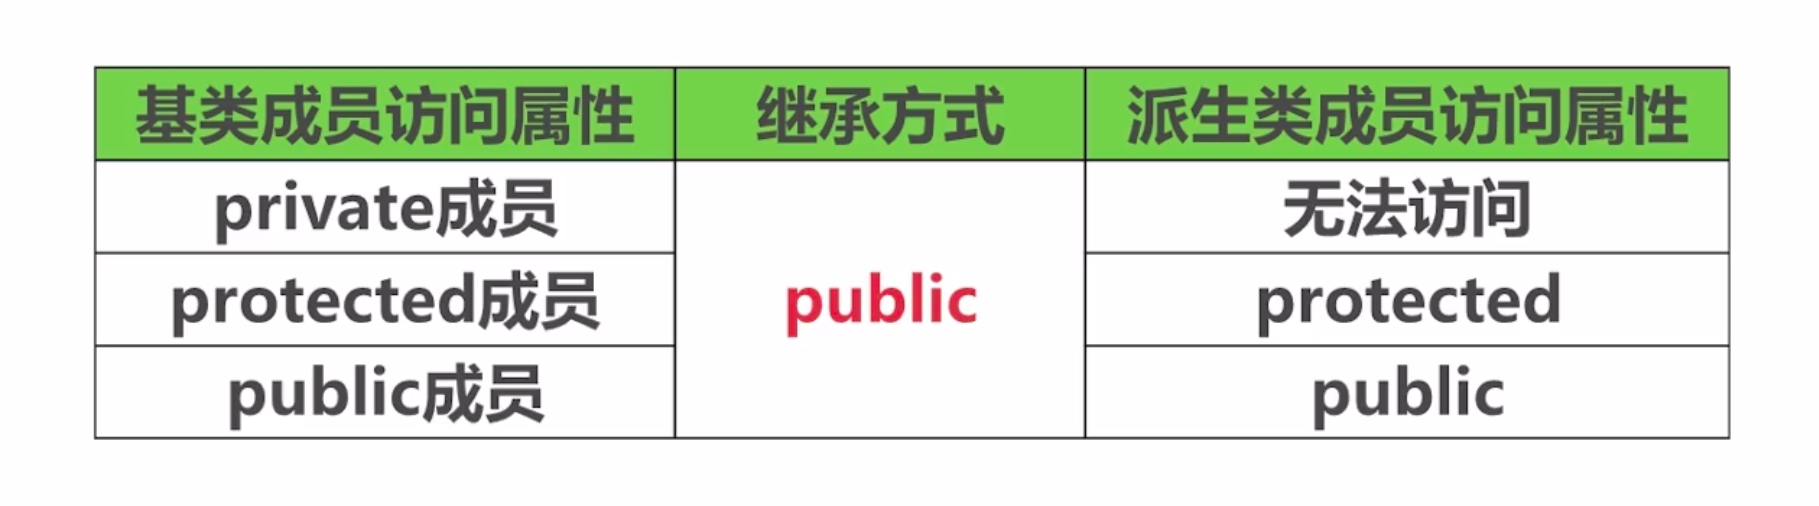 基类成员访问属性 继承方式 派生类成员访问属性
private成员 无法访问
protected成员 public protected
public成员 public